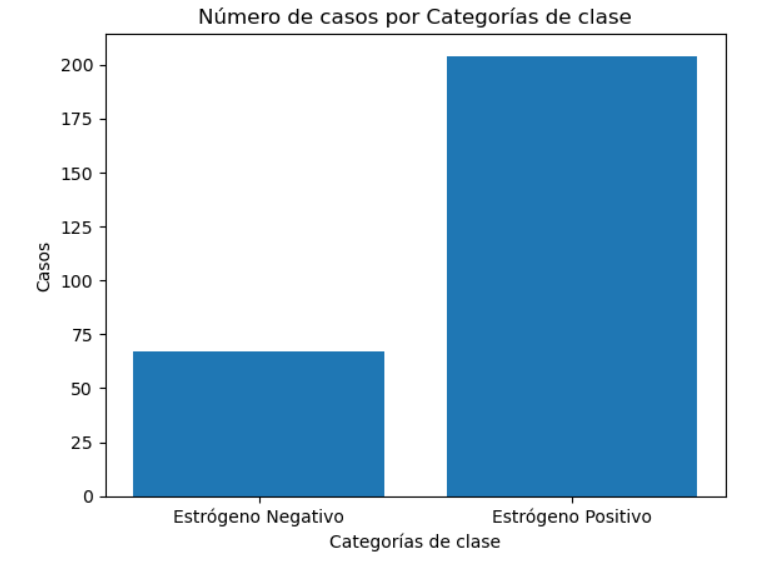 Número de casos por Categorías de clase
200
175
150
125
100
75
50
25
0
Casos
Estrógeno Negativo
Estrógeno Positivo
Categorías de clase